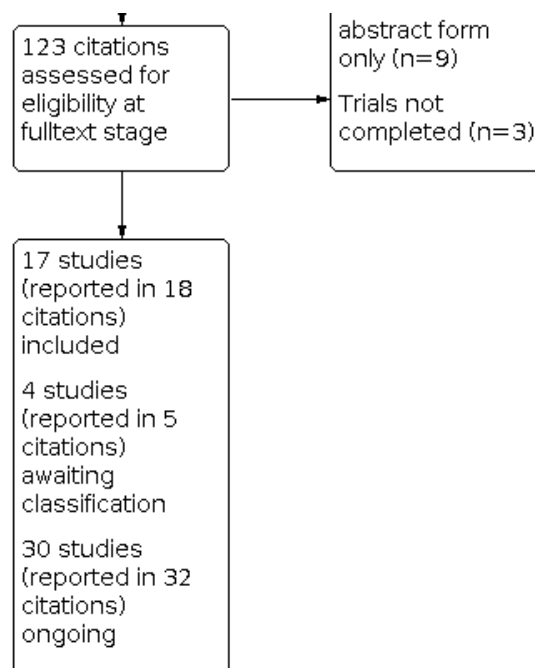 123 citations
assessed for
eligibility at
fulltext stage
abstract form
only (n=9)
Trials not
completed (n=3)
17 studies
(reported in 18
citations)
included
4 studies
(reported in 5
citations)
awaiting
classification
30 studies
(reported in 32
citations)
ongoing